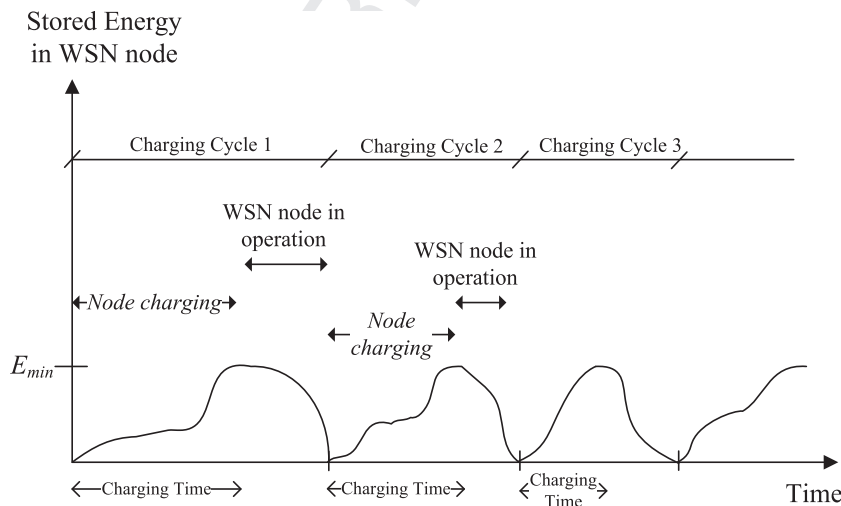 Stored Energy
in WSN node
Charging Cycle 1
Charging Cycle 2
Charging Cycle 3
WSN node in
operation
WSN node in
operation
Node charging
Node
charging
Emin
Charging Time
Charging Time
Charging
Time
Time